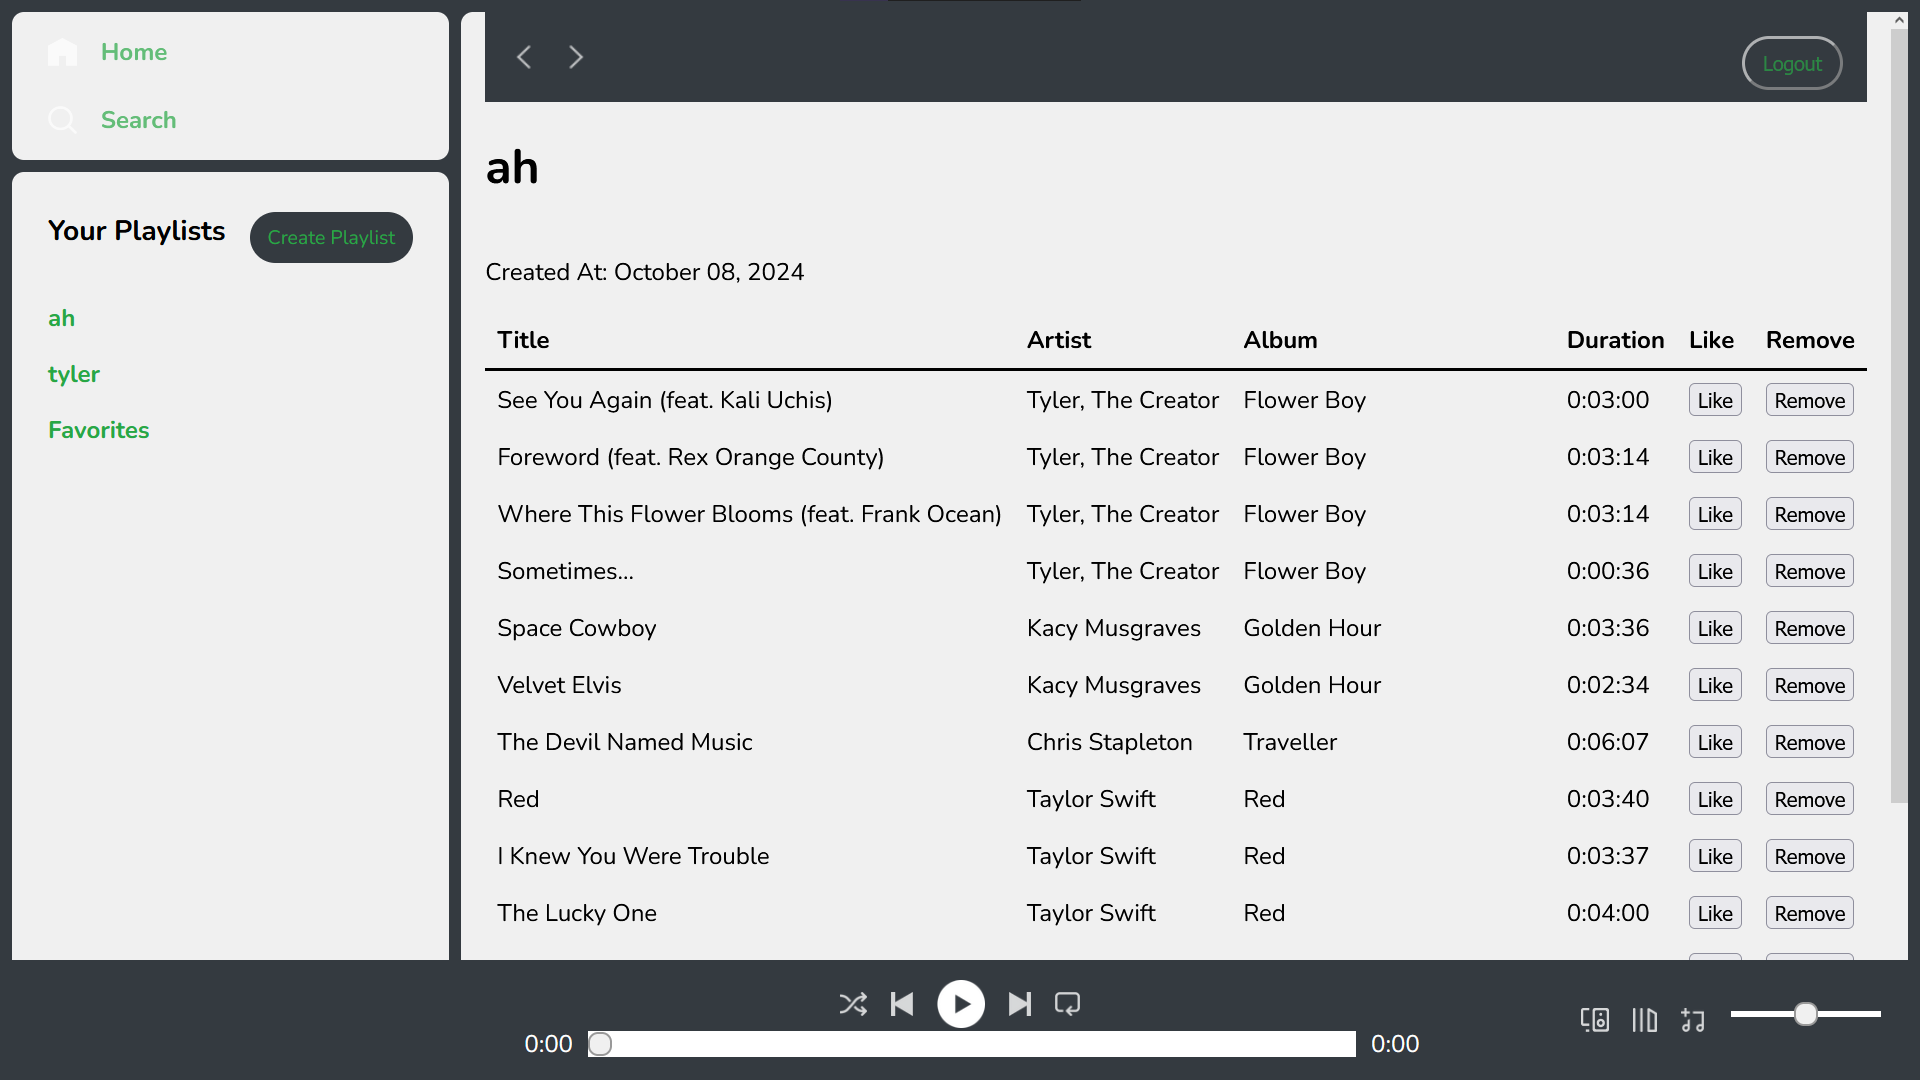 Home
Search
Your Playlists
Create Playlist
ah
tyler
Favorites
Logout
ah
Created At: October 08, 2024
Title Artist Album Duration Like Remove
See You Again (feat. Kali Uchis) Tyler, The Creator Flower Boy 0:03:00 Like Remove
Foreword (feat. Rex Orange County) Tyler, The Creator Flower Boy 0:03:14 Like Remove
Where This Flower Blooms (feat. Frank Ocean) Tyler, The Creator Flower Boy 0:03:14 Like Remove
Sometimes... Tyler, The Creator Flower Boy 0:00:36 Like Remove
Space Cowboy Kacy Musgraves Golden Hour 0:03:36 Like Remove
Velvet Elvis Kacy Musgraves Golden Hour 0:02:34 Like Remove
The Devil Named Music Chris Stapleton Traveller 0:06:07 Like Remove
Red Taylor Swift Red 0:03:40 Like Remove
I Knew You Were Trouble Taylor Swift Red 0:03:37 Like Remove
The Lucky One Taylor Swift Red 0:04:00 Like Remove
0:00 0:00